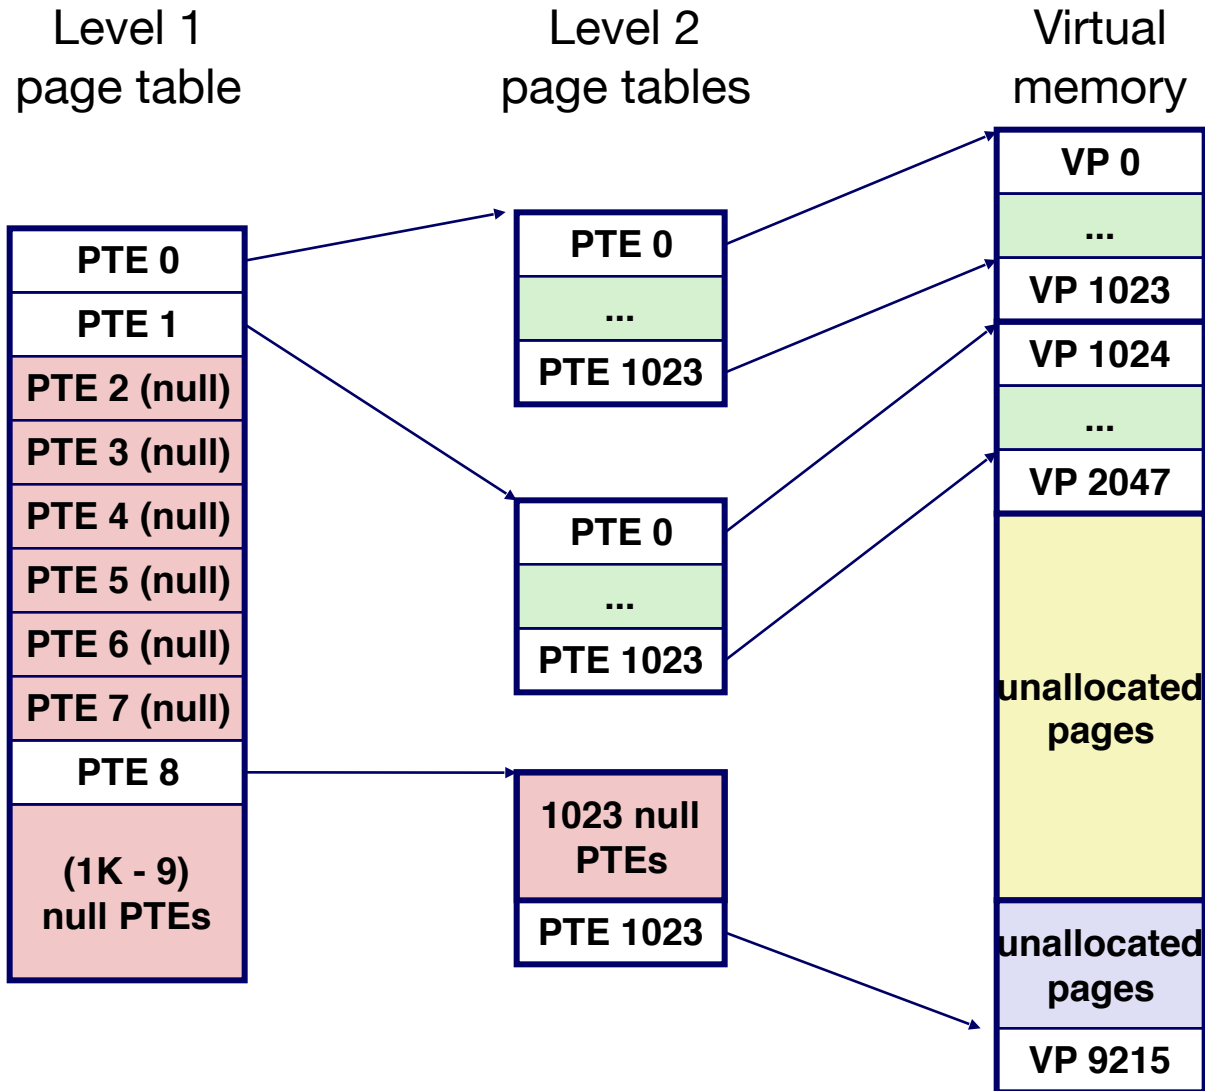 Level 1
page table
Level 2
page tables
Virtual
memory
PTE 0
PTE 1
PTE 2 (null)
PTE 3 (null)
PTE 4 (null)
PTE 5 (null)
PTE 6 (null)
PTE 7 (null)
PTE 8
(1K - 9)
null PTEs
PTE 0
...
PTE 1023
PTE 0
...
PTE 1023
1023 null
PTEs
PTE 1023
VP 0
...
VP 1023
VP 1024
...
VP 2047
unallocated
pages
unallocated
pages
VP 9215